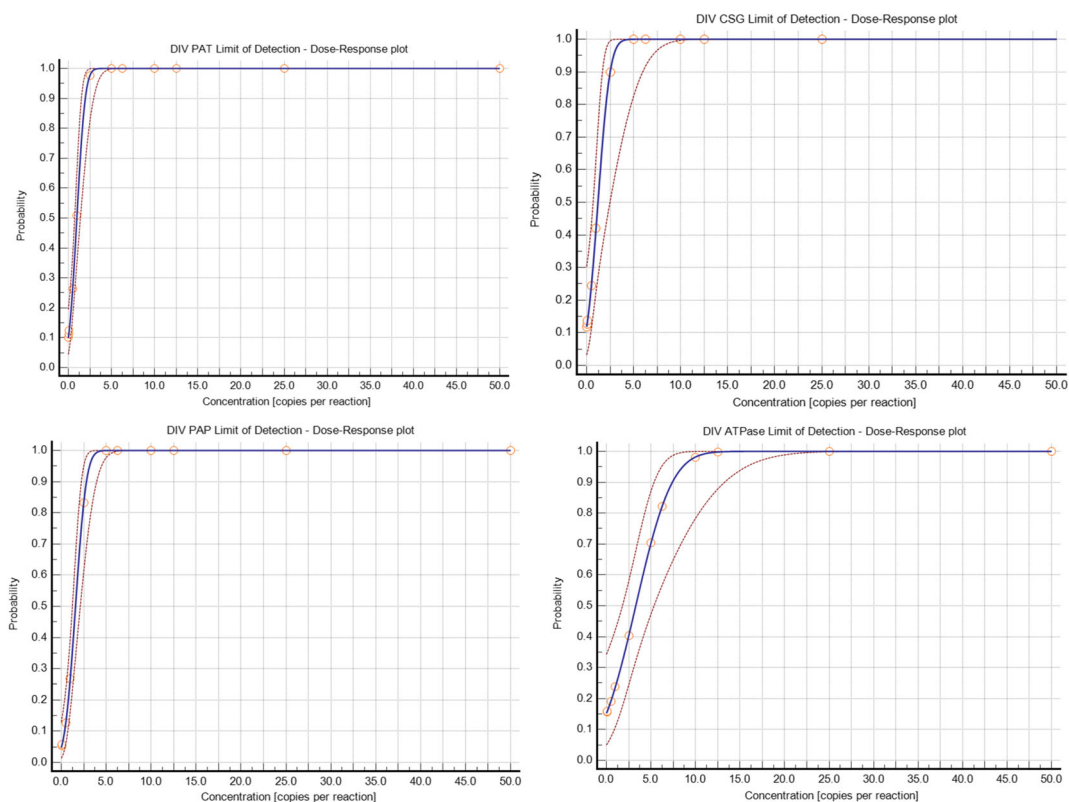 DIV PAT Limit of Detection - Dose-Response plot
Probability
1.0
0.9
0.8
0.7
0.6
0.5
0.4
0.3
0.2
0.1
0.0
0.0 5.0 10.0 15.0 20.0 25.0 30.0 35.0 40.0 45.0 50.0
Concentration [copies per reaction]
DIV CSG Limit of Detection - Dose-Response plot
Probability
1.0
0.9
0.8
0.7
0.6
0.5
0.4
0.3
0.2
0.1
0.0
0.0 5.0 10.0 15.0 20.0 25.0 30.0 35.0 40.0 45.0 50.0
Concentration [copies per reaction]
DIV PAP Limit of Detection - Dose-Response plot
Probability
1.0
0.9
0.8
0.7
0.6
0.5
0.4
0.3
0.2
0.1
0.0
0.0 5.0 10.0 15.0 20.0 25.0 30.0 35.0 40.0 45.0 50.0
Concentration [copies per reaction]
DIV ATPase Limit of Detection - Dose-Response plot
Probability
1.0
0.9
0.8
0.7
0.6
0.5
0.4
0.3
0.2
0.1
0.0
0.0 5.0 10.0 15.0 20.0 25.0 30.0 35.0 40.0 45.0 50.0
Concentration [copies per reaction]